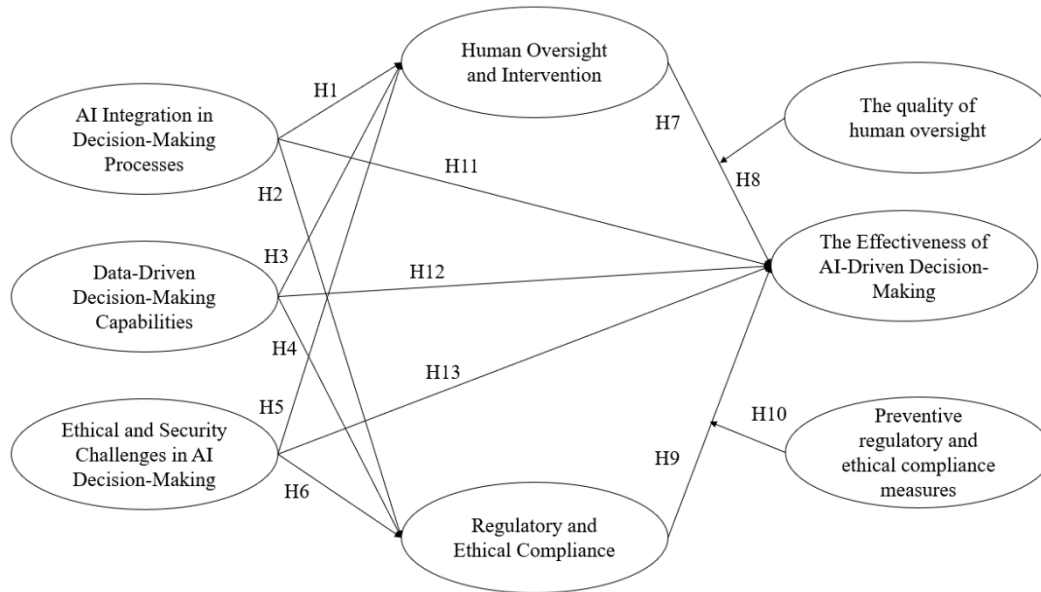 Human Oversight
and Intervention
H1
AI Integration in
Decision-Making
Processes
The quality of
human oversight
H7
H8
H11
H2
H3
The Effectiveness of
AI-Driven Decision-
Making
Data-Driven
Decision-Making
Capabilities
H12
H4
H13
H5
Ethical and Security
Challenges in AI
Decision-Making
H6
H9
H10
Preventive
regulatory and
ethical compliance
measures
Regulatory and
Ethical Compliance